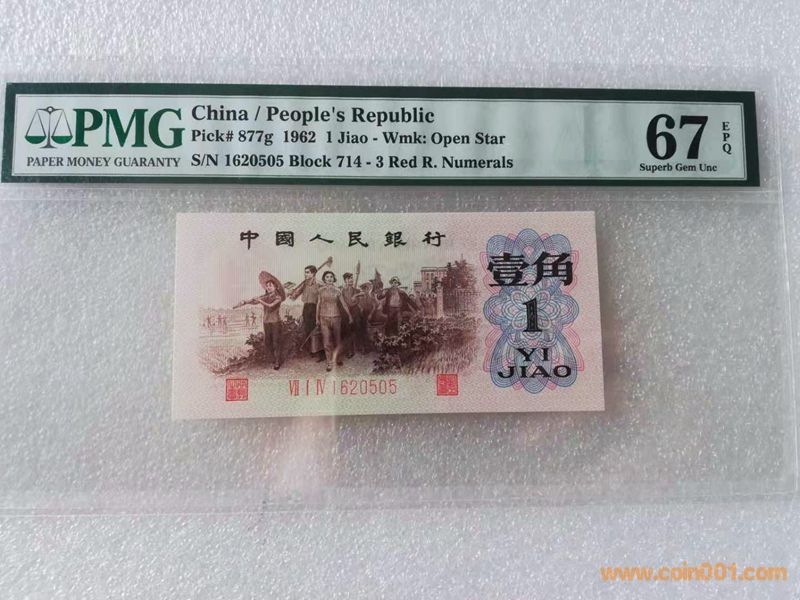 PMG
PAPER MONEY GUARANTY
China / People's Republic
Pick# 877g 1962 1 Jiao - Wmk: Open Star
S/N 1620505 Block 714 - 3 Red R. Numerals
67 EPQ
Superb Gem Unc
中國人民銀行
壹角
1
YI
JIAO
Ⅶ Ⅰ Ⅳ 1620505
www.coin001.com